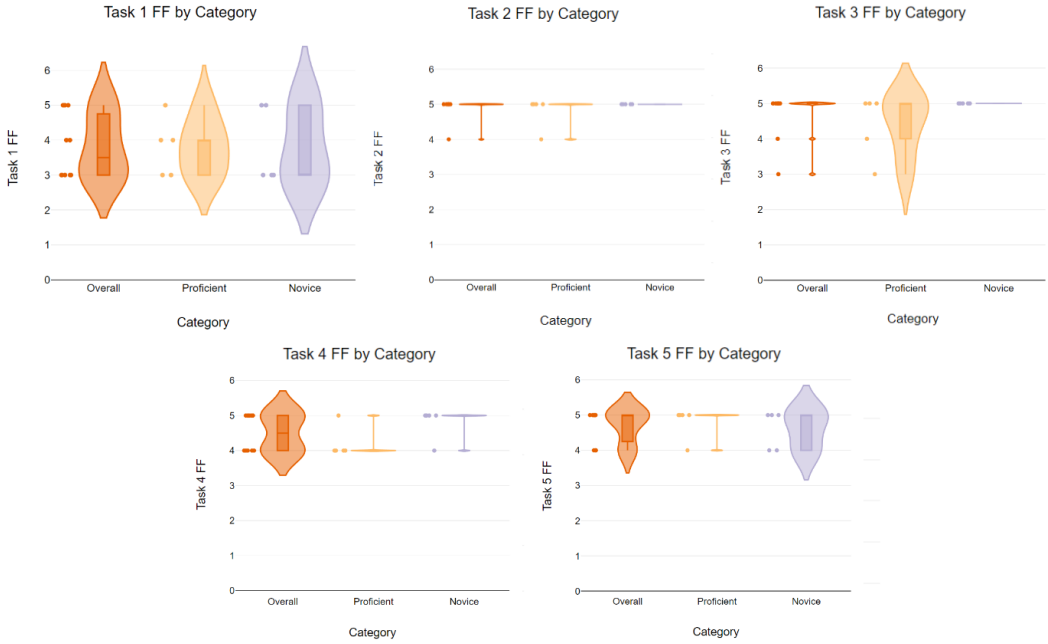 Task 1 FF by Category
6
5
4
3
2
1
0
Task 1 FF
Overall Proficient Novice
Category
Task 2 FF by Category
6
5
4
3
2
1
0
Task 2 FF
Overall Proficient Novice
Category
Task 3 FF by Category
6
5
4
3
2
1
0
Task 3 FF
Overall Proficient Novice
Category
Task 4 FF by Category
6
5
4
3
2
1
0
Task 4 FF
Overall Proficient Novice
Category
Task 5 FF by Category
6
5
4
3
2
1
0
Task 5 FF
Overall Proficient Novice
Category